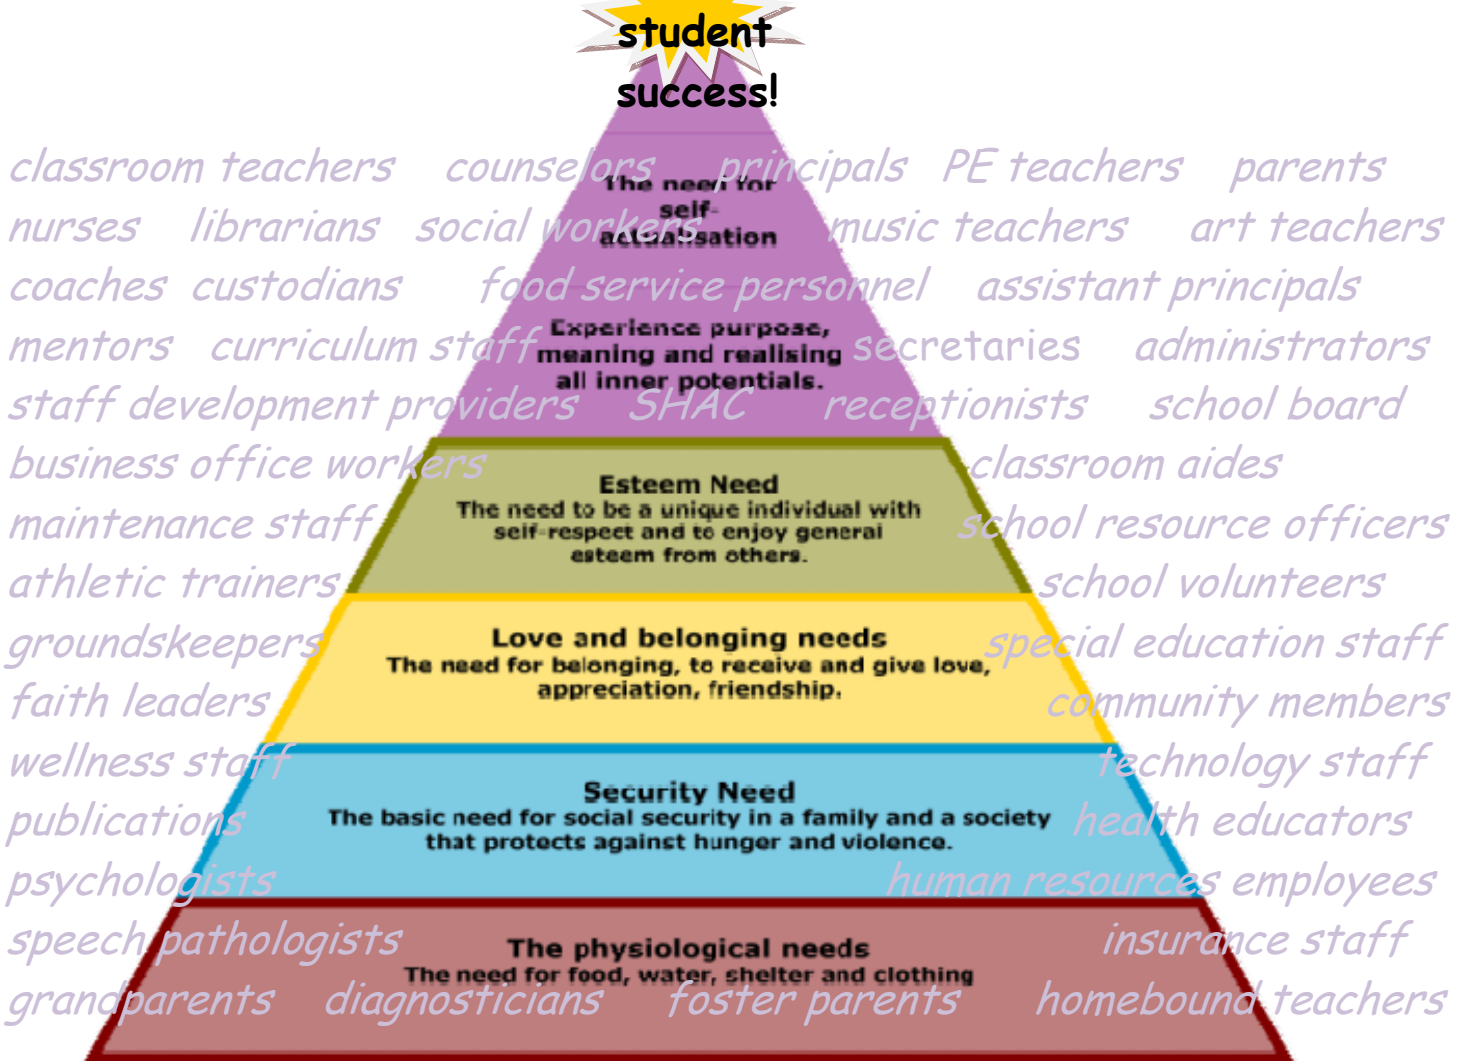 student
success!
classroom teachers counselors principals PE teachers parents
The need for
self-
actualisation
nurses librarians social workers music teachers art teachers
coaches custodians food service personnel assistant principals
Experience purpose,
meaning and realising
all inner potentials.
mentors curriculum staff secretaries administrators
staff development providers SHAC receptionists school board
business office workers classroom aides
Esteem Need
The need to be a unique individual with
self-respect and to enjoy general
esteem from others.
maintenance staff school resource officers
athletic trainers school volunteers
groundskeepers special education staff
Love and belonging needs
The need for belonging, to receive and give love,
appreciation, friendship.
faith leaders community members
wellness staff technology staff
Security Need
The basic need for social security in a family and a society
that protects against hunger and violence.
publications health educators
psychologists human resources employees
speech pathologists insurance staff
The physiological needs
The need for food, water, shelter and clothing
grandparents diagnosticians foster parents homebound teachers